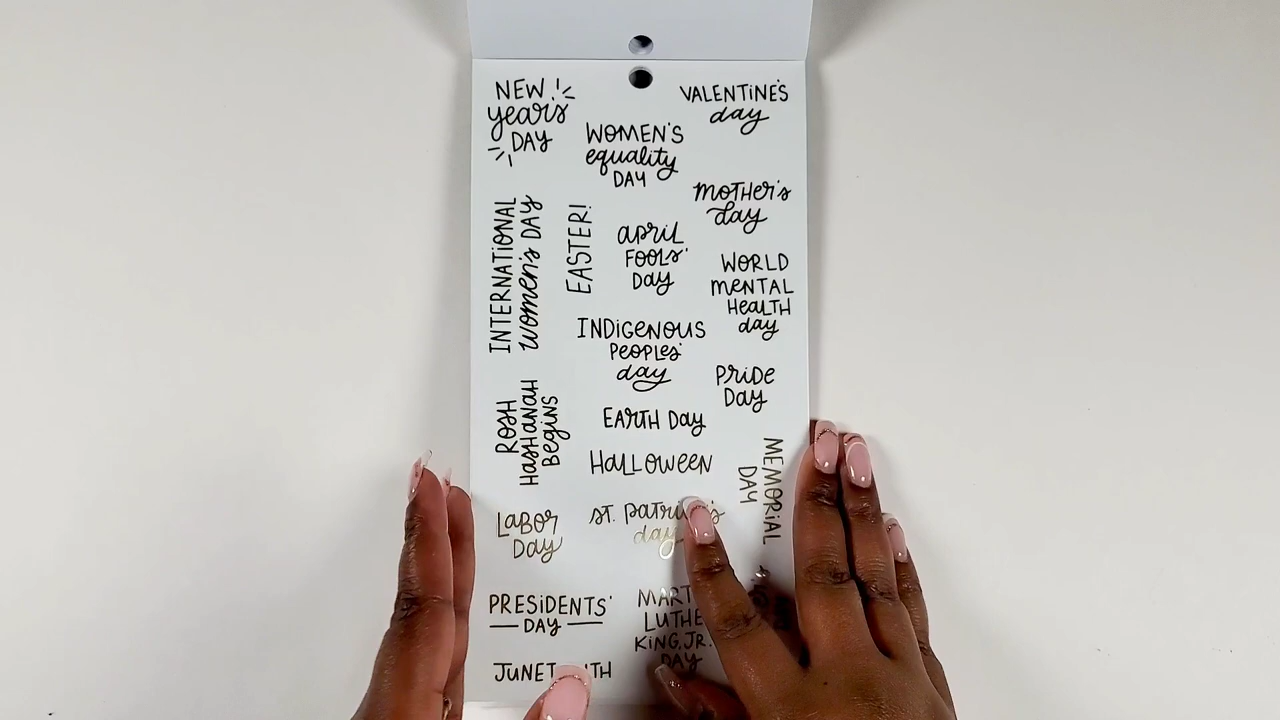 NEW
years
DAY
VALENTINE'S
day
WOMEN'S
equality
DAY
MOTHER'S
day
INTERNATIONAL
WOMEN'S DAY
EASTER!
April
FOOLS'
DAY
WORLD
MENTAL
HEALTH
day
INDIGENOUS
PEOPLES'
day
PRIDE
DAY
ROSH
HASHANAH
BEGINS
EARTH DAY
HALLOWEEN
MEMORIAL
DAY
LABOR
DAY
ST.
day
PRESIDENTS'
DAY
KING, JR.
DAY